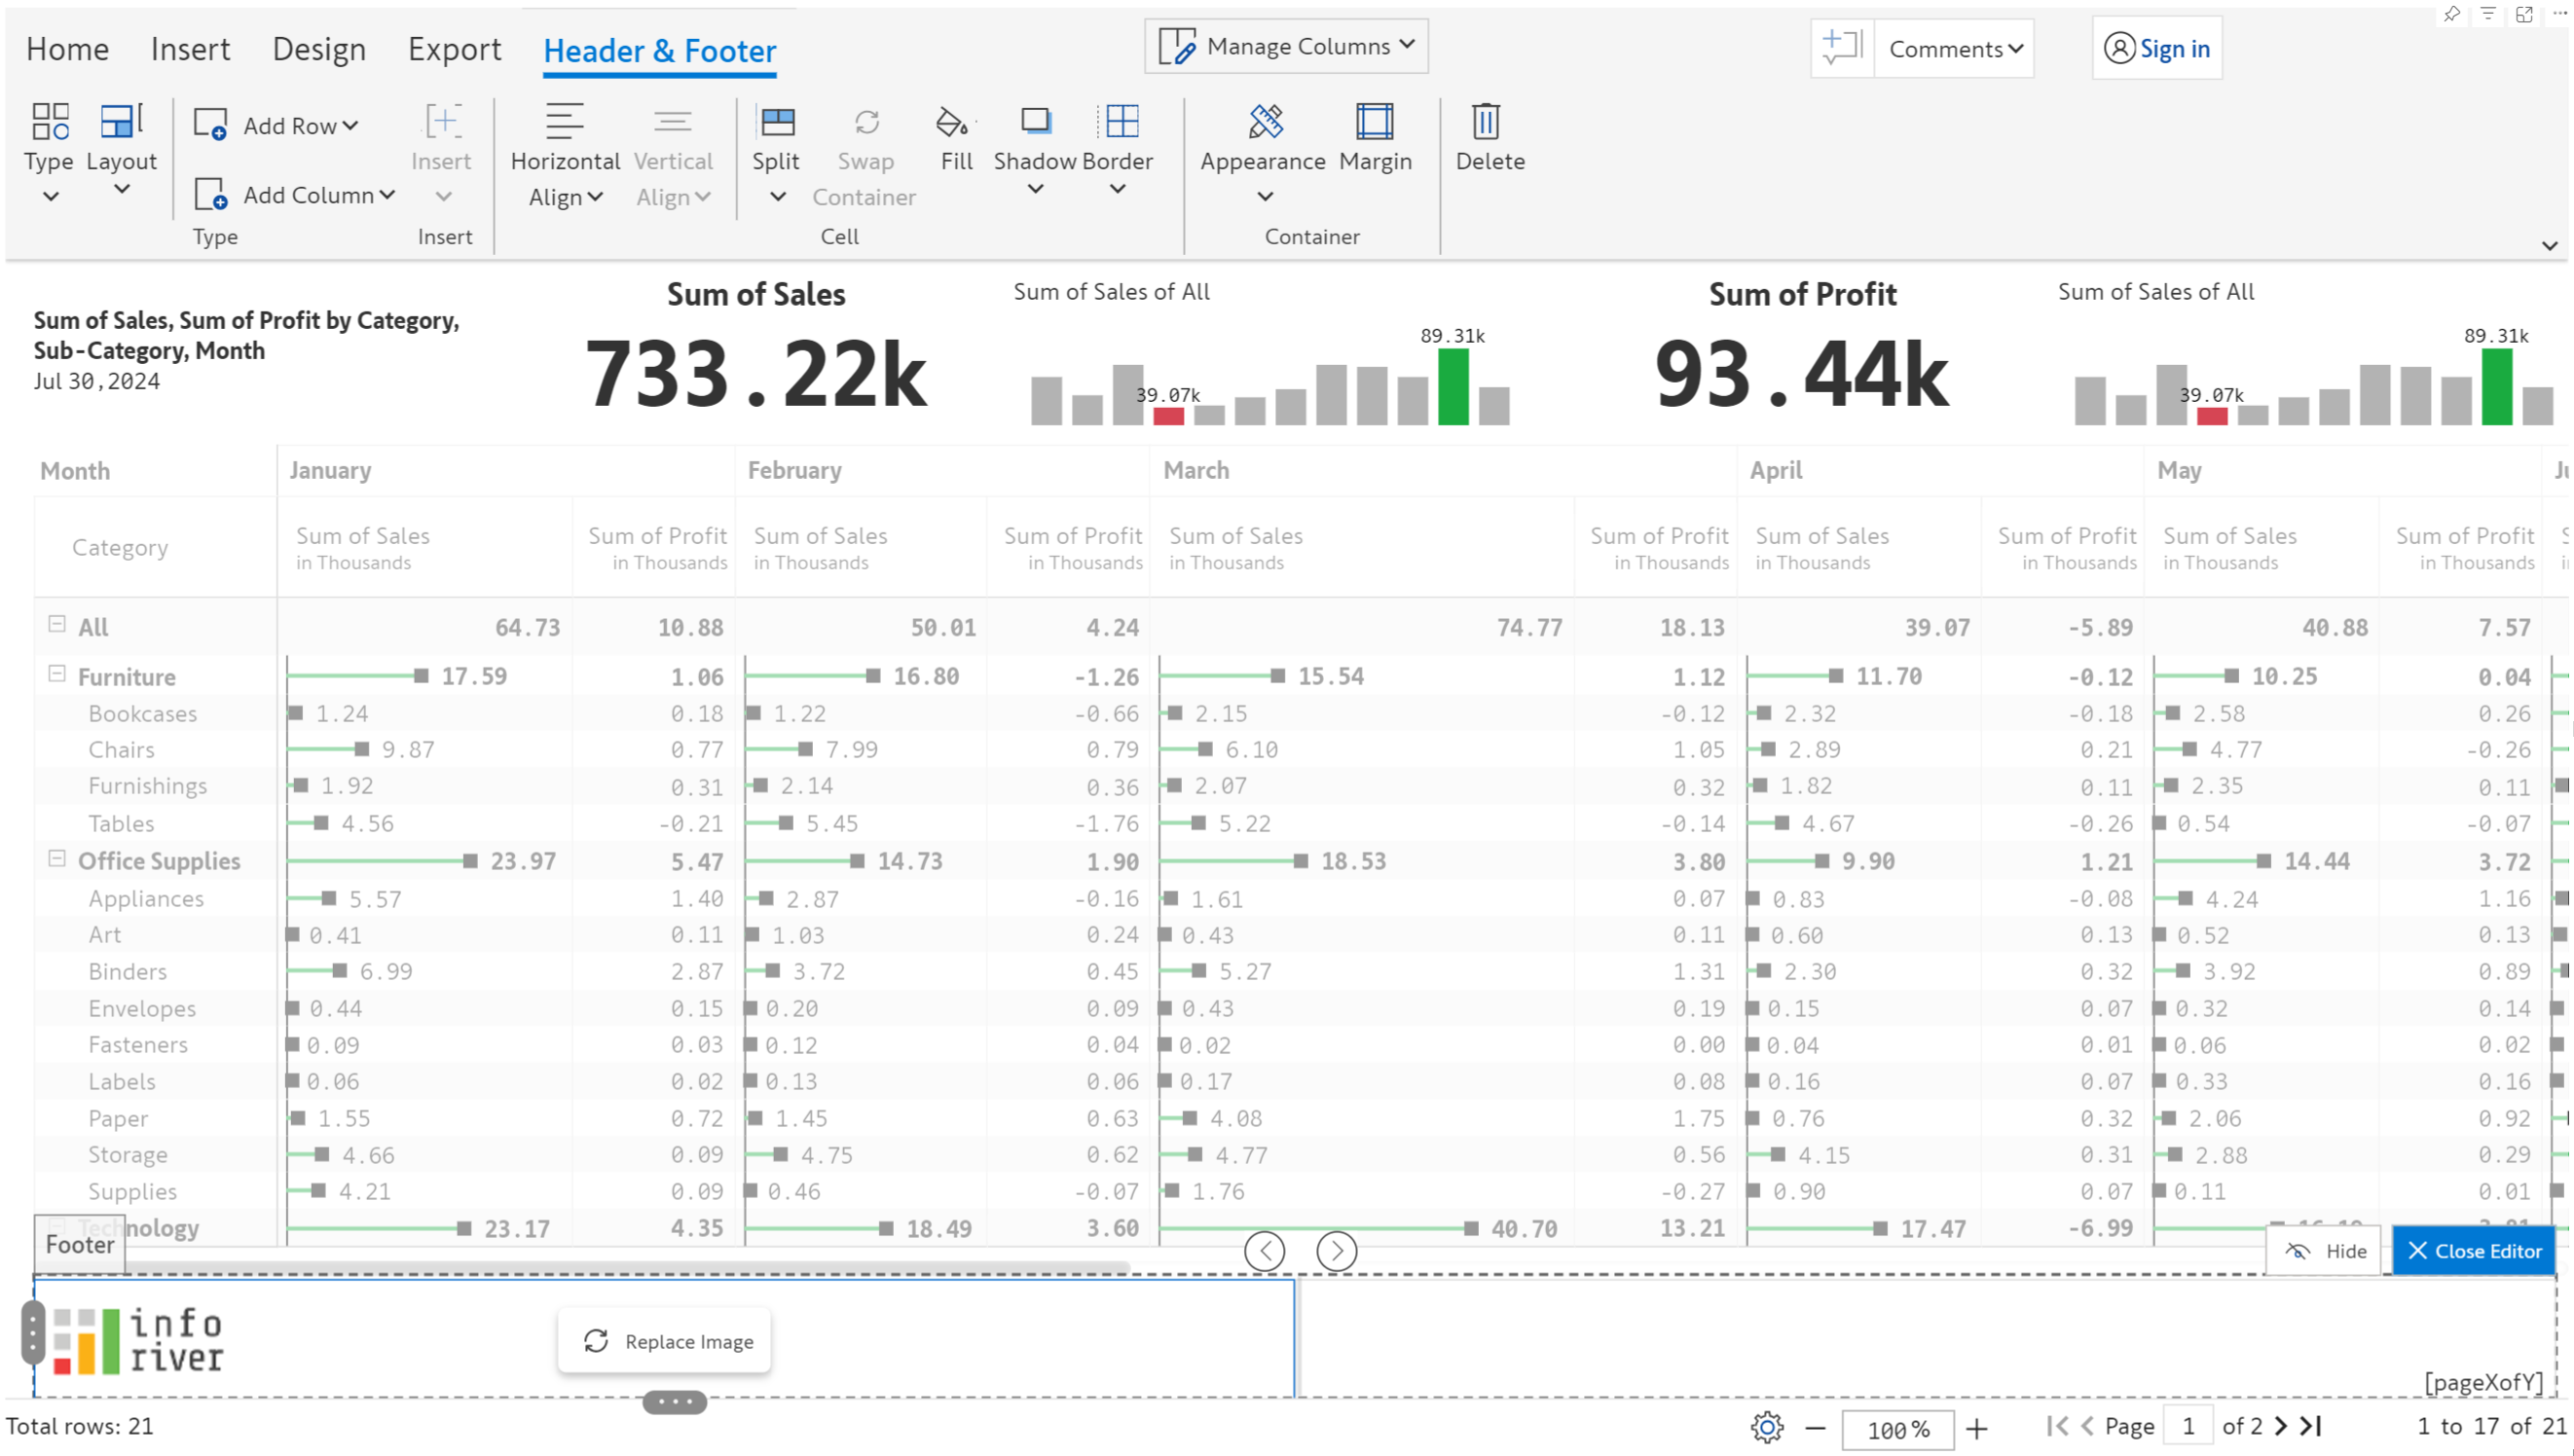 Home Insert Design Export Header & Footer Manage Columns Comments Sign in
Type Layout Add Row Add Column Insert Horizontal Align Vertical Align Split Swap Container Fill Shadow Border Appearance Margin Delete
Type Insert Cell Container
Sum of Sales, Sum of Profit by Category,
Sub-Category, Month
Jul 30,2024
Sum of Sales
733.22k
Sum of Sales of All
89.31k
39.07k
Sum of Profit
93.44k
Sum of Sales of All
89.31k
39.07k
Month January February March April May
Category Sum of Sales in Thousands Sum of Profit in Thousands Sum of Sales in Thousands Sum of Profit in Thousands Sum of Sales in Thousands Sum of Profit in Thousands Sum of Sales in Thousands Sum of Profit in Thousands Sum of Sales in Thousands Sum of Profit in Thousands
All 64.73 10.88 50.01 4.24 74.77 18.13 39.07 -5.89 40.88 7.57
Furniture 17.59 1.06 16.80 -1.26 15.54 1.12 11.70 -0.12 10.25 0.04
Bookcases 1.24 0.18 1.22 -0.66 2.15 -0.12 2.32 -0.18 2.58 0.26
Chairs 9.87 0.77 7.99 0.79 6.10 1.05 2.89 0.21 4.77 -0.26
Furnishings 1.92 0.31 2.14 0.36 2.07 0.32 1.82 0.11 2.35 0.11
Tables 4.56 -0.21 5.45 -1.76 5.22 -0.14 4.67 -0.26 0.54 -0.07
Office Supplies 23.97 5.47 14.73 1.90 18.53 3.80 9.90 1.21 14.44 3.72
Appliances 5.57 1.40 2.87 -0.16 1.61 0.07 0.83 -0.08 4.24 1.16
Art 0.41 0.11 1.03 0.24 0.43 0.11 0.60 0.13 0.52 0.13
Binders 6.99 2.87 3.72 0.45 5.27 1.31 2.30 0.32 3.92 0.89
Envelopes 0.44 0.15 0.20 0.09 0.43 0.19 0.15 0.07 0.32 0.14
Fasteners 0.09 0.03 0.12 0.04 0.02 0.00 0.04 0.01 0.06 0.02
Labels 0.06 0.02 0.13 0.06 0.17 0.08 0.16 0.07 0.33 0.16
Paper 1.55 0.72 1.45 0.63 4.08 1.75 0.76 0.32 2.06 0.92
Storage 4.66 0.09 4.75 0.62 4.77 0.56 4.15 0.31 2.88 0.29
Supplies 4.21 0.09 0.46 -0.07 1.76 -0.27 0.90 0.07 0.11 0.01
Technology 23.17 4.35 18.49 3.60 40.70 13.21 17.47 -6.99
Footer Hide Close Editor
info
river
Replace Image
[pageXofY]
Total rows: 21 100% Page 1 of 2 1 to 17 of 21